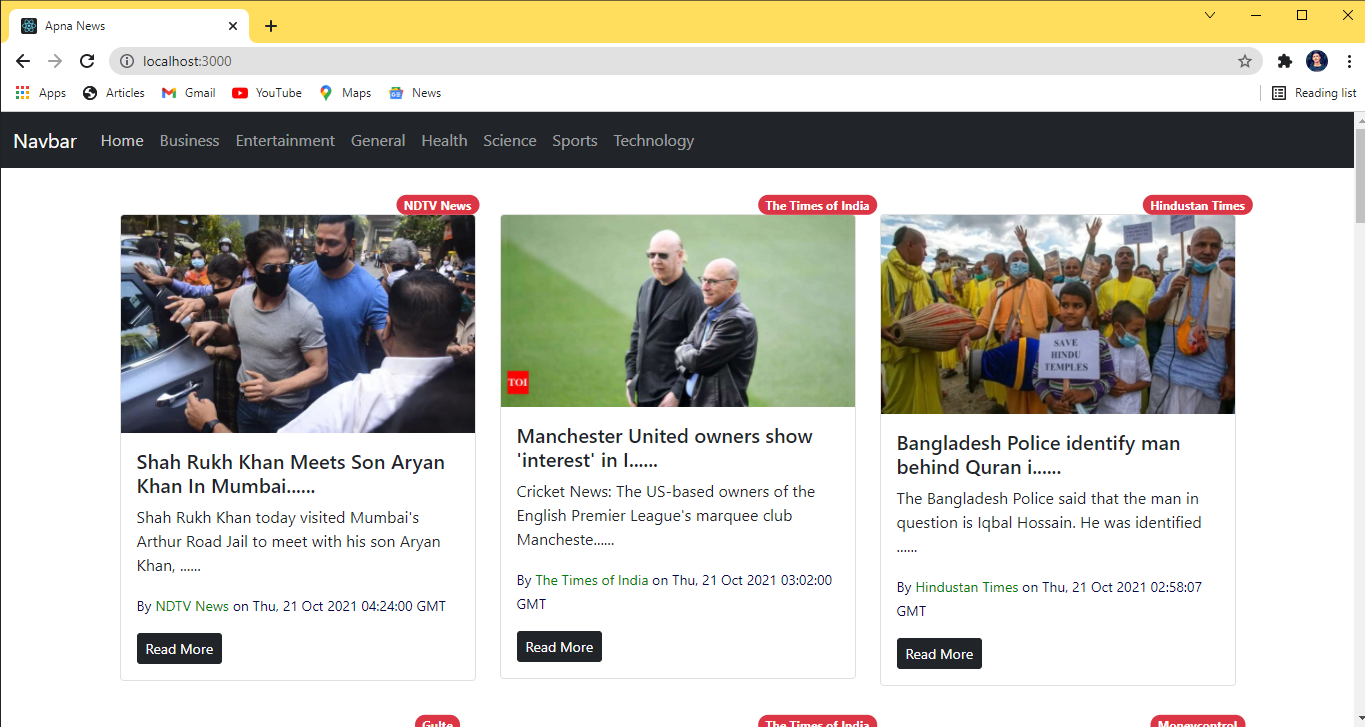 Apna News
localhost:3000
Apps Articles Gmail YouTube Maps News Reading list
Navbar Home Business Entertainment General Health Science Sports Technology
NDTV News
Shah Rukh Khan Meets Son Aryan
Khan In Mumbai......
Shah Rukh Khan today visited Mumbai's
Arthur Road Jail to meet with his son Aryan
Khan, ......
By NDTV News on Thu, 21 Oct 2021 04:24:00 GMT
Read More
The Times of India
TOI
Manchester United owners show
'interest' in I......
Cricket News: The US-based owners of the
English Premier League's marquee club
Mancheste......
By The Times of India on Thu, 21 Oct 2021 03:02:00
GMT
Read More
Hindustan Times
SAVE
HINDU
TEMPLES
Bangladesh Police identify man
behind Quran i......
The Bangladesh Police said that the man in
question is Iqbal Hossain. He was identified
......
By Hindustan Times on Thu, 21 Oct 2021 02:58:07
GMT
Read More
Gulte
The Times of India
Moneycontrol